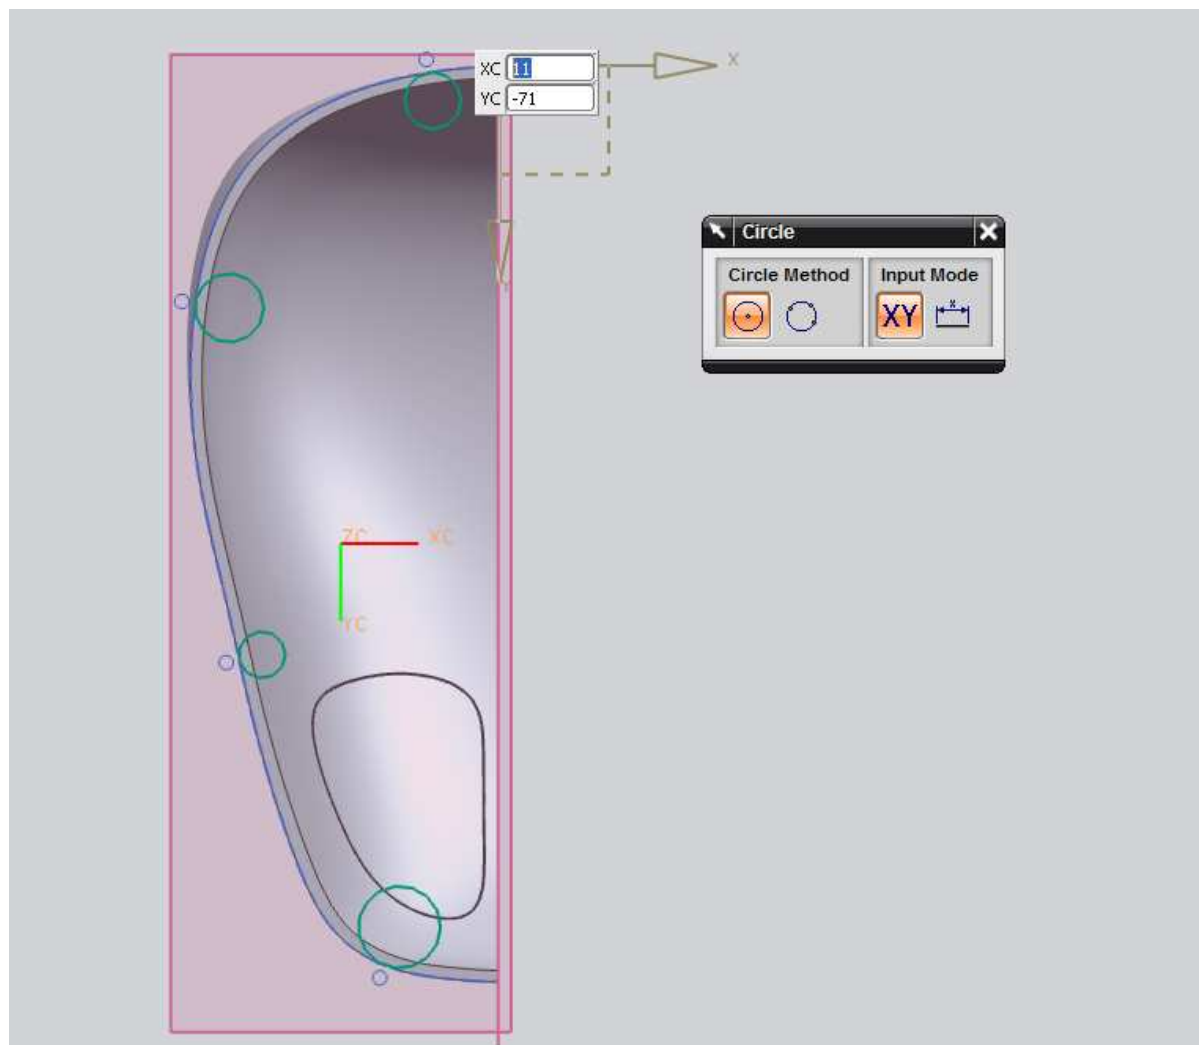 XC 11
X
YC -71
Circle
Circle Method
Input Mode
XY
x
ZC
XC
YC